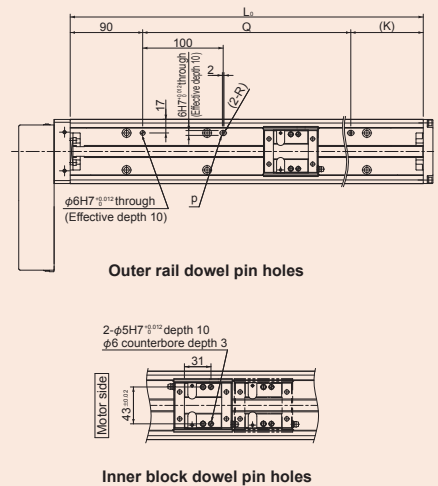 L₀
90
Q
(K)
100
2
6H7 +0.012 0 through
(Effective depth 10)
(2-R)
17
φ6H7 +0.012 0 through
(Effective depth 10)
p
Outer rail dowel pin holes
2-φ5H7 +0.012 0 depth 10
φ6 counterbore depth 3
31
Motor side
43 ±0.02
Inner block dowel pin holes